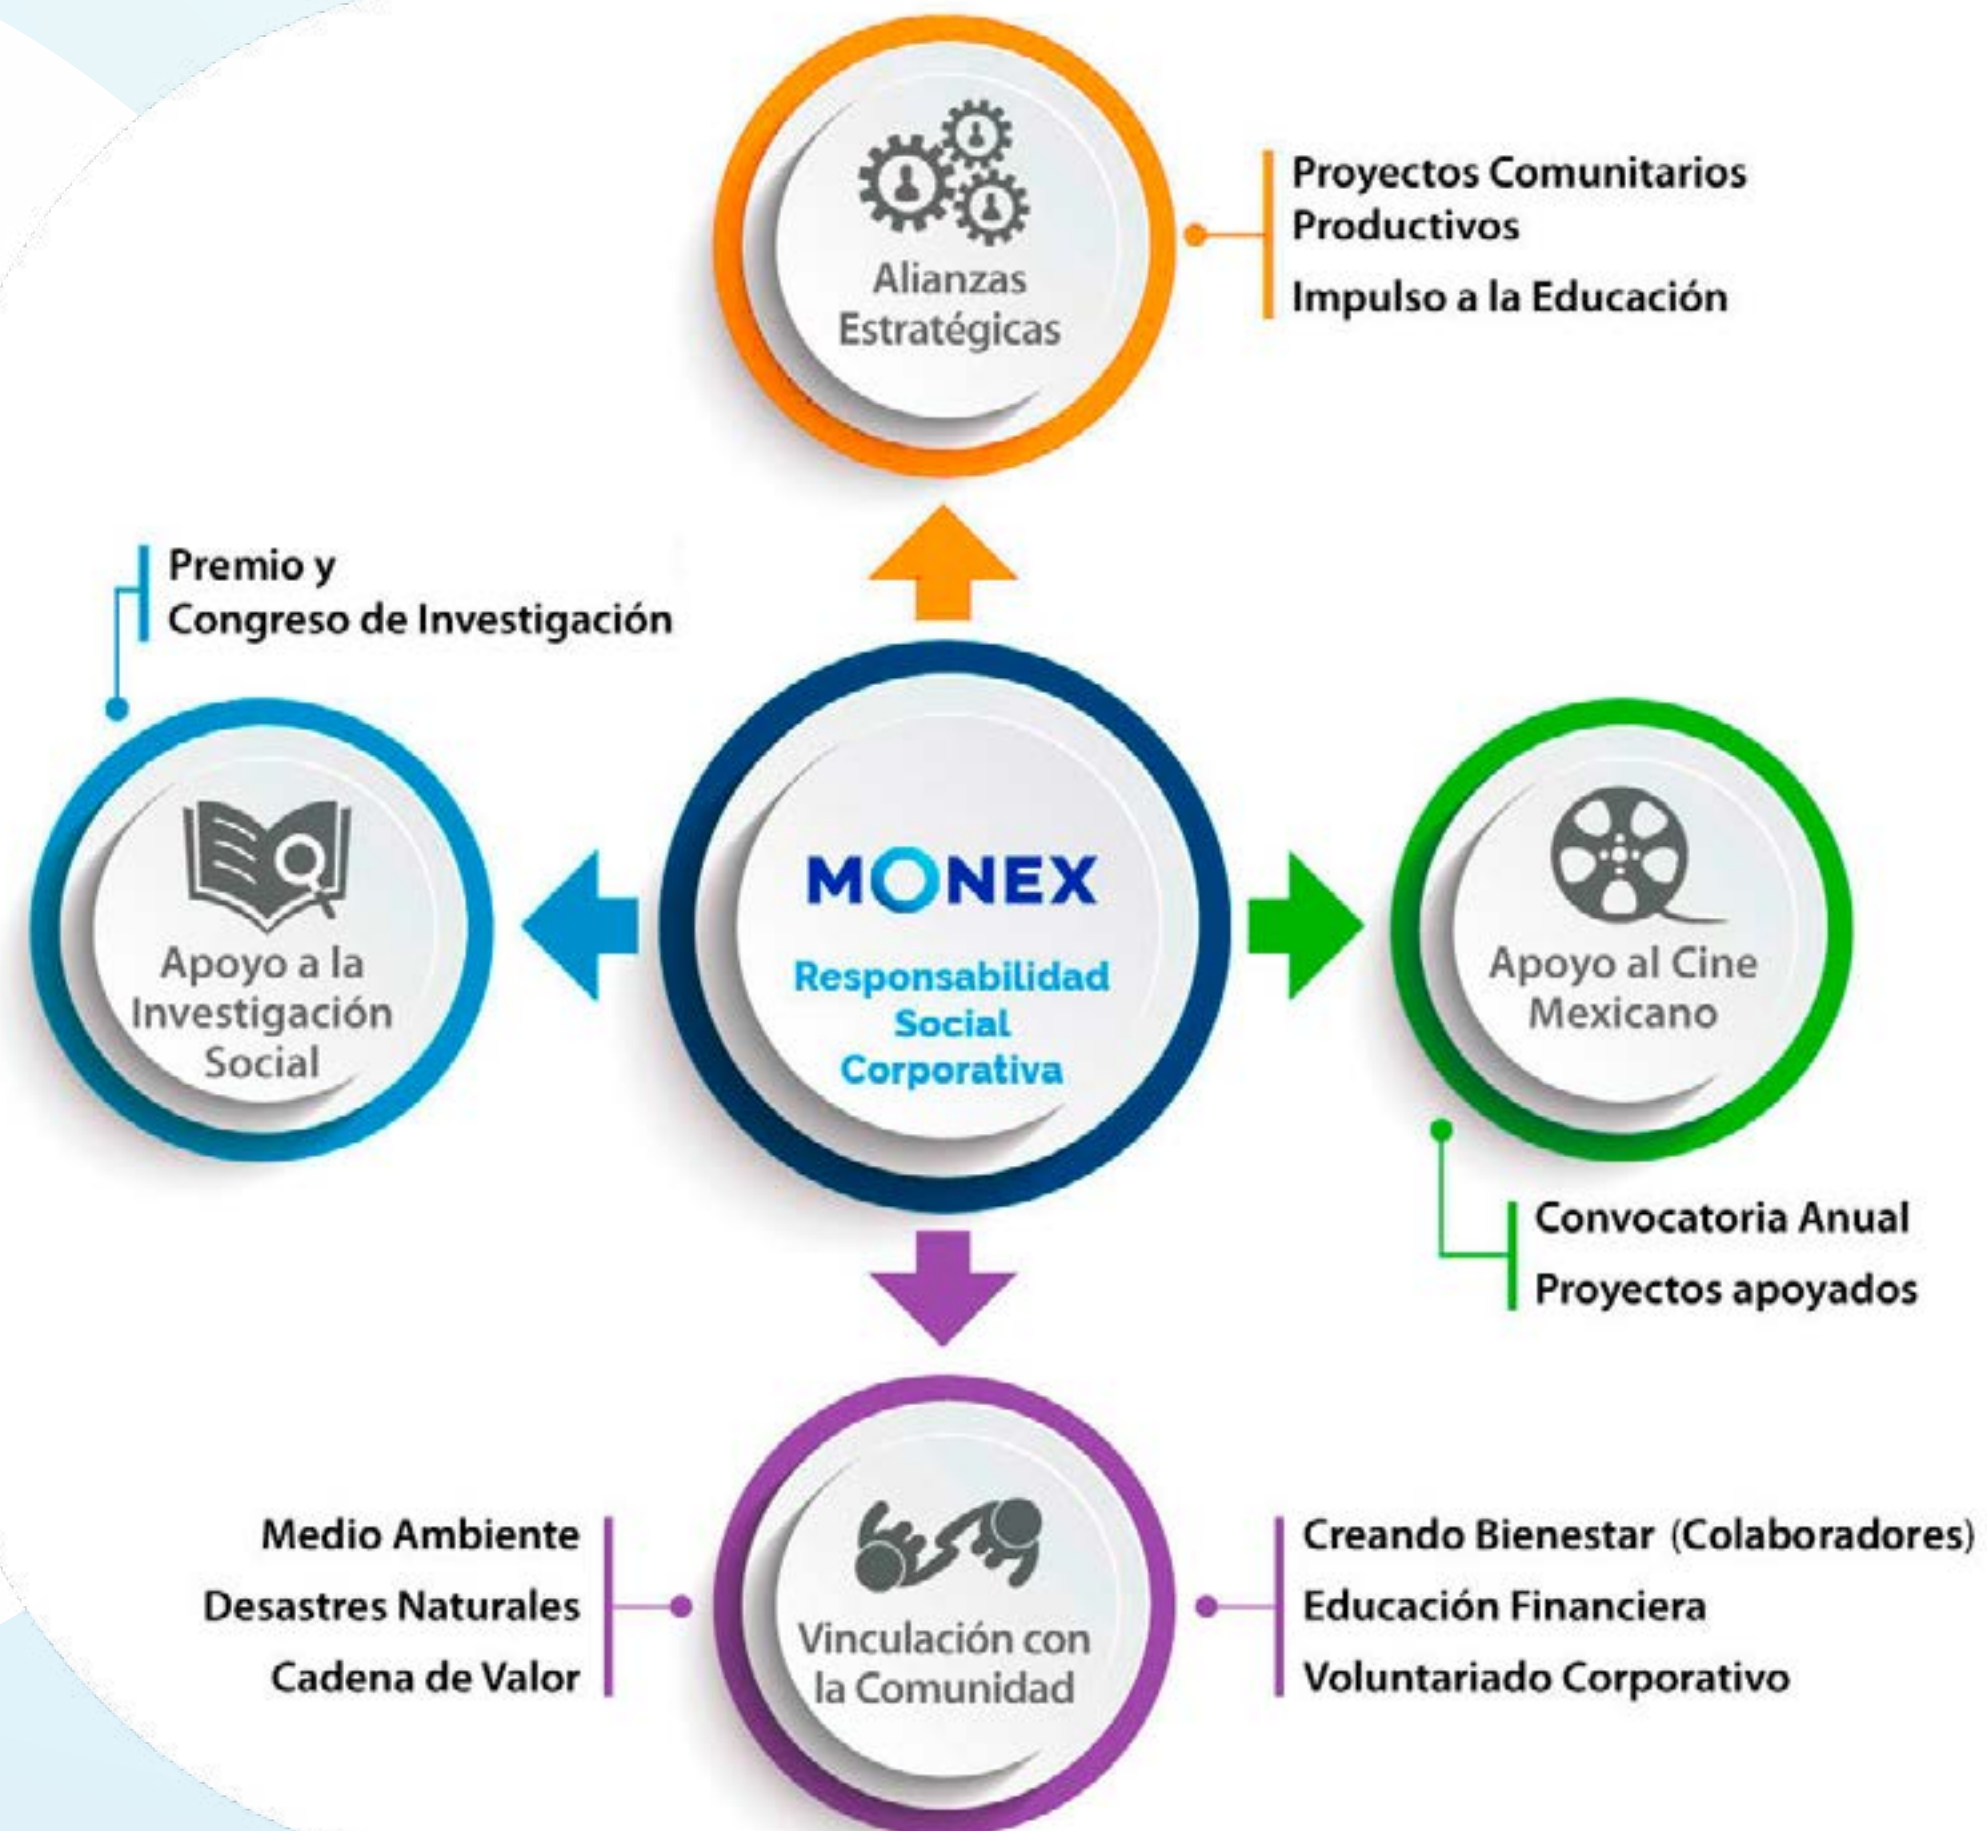 Alianzas
Estratégicas
Proyectos Comunitarios
Productivos
Impulso a la Educación
Premio y
Congreso de Investigación
Apoyo a la
Investigación
Social
MONEX
Responsabilidad
Social
Corporativa
Apoyo al Cine
Mexicano
Convocatoria Anual
Proyectos apoyados
Medio Ambiente
Desastres Naturales
Cadena de Valor
Vinculación con
la Comunidad
Creando Bienestar (Colaboradores)
Educación Financiera
Voluntariado Corporativo